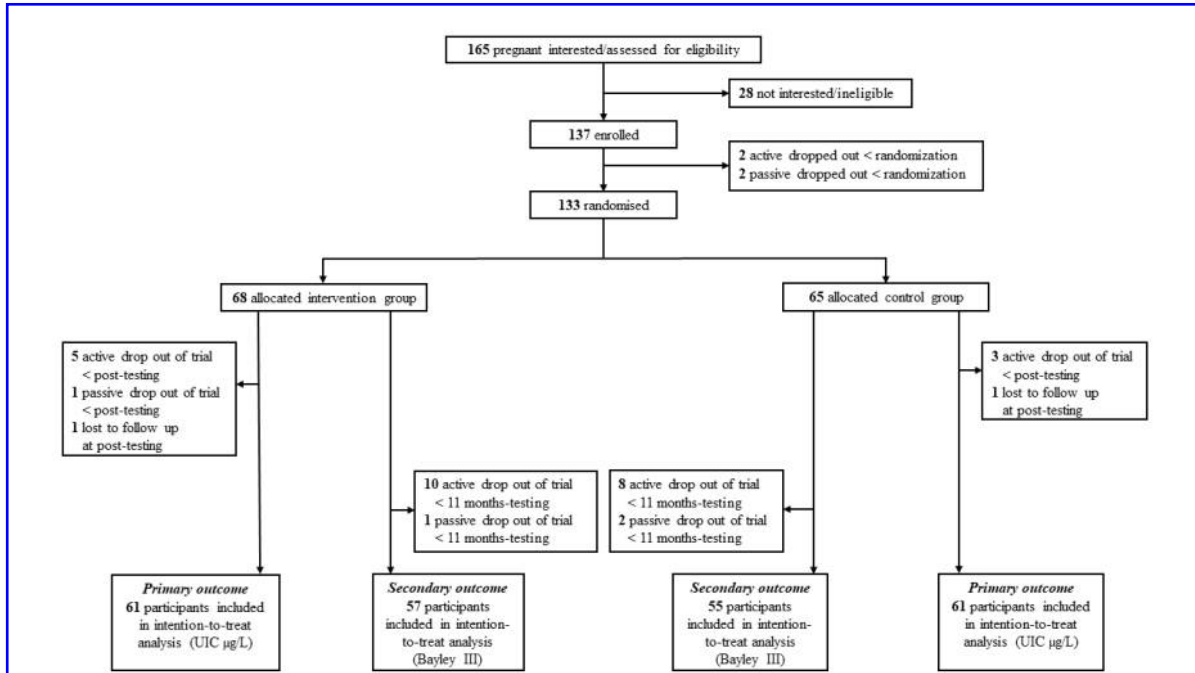 165 pregnant interested/assessed for eligibility
28 not interested/ineligible
137 enrolled
2 active dropped out < randomization
2 passive dropped out < randomization
133 randomised
68 allocated intervention group
65 allocated control group
5 active drop out of trial
< post-testing
1 passive drop out of trial
< post-testing
1 lost to follow up
at post-testing
3 active drop out of trial
< post-testing
1 lost to follow up
at post-testing
10 active drop out of trial
< 11 months-testing
1 passive drop out of trial
< 11 months-testing
8 active drop out of trial
< 11 months-testing
2 passive drop out of trial
< 11 months-testing
Primary outcome
61 participants included
in intention-to-treat
analysis (UIC µg/L)
Secondary outcome
57 participants
included in intention-
to-treat analysis
(Bayley III)
Secondary outcome
55 participants
included in intention-
to-treat analysis
(Bayley III)
Primary outcome
61 participants included
in intention-to-treat
analysis (UIC µg/L)